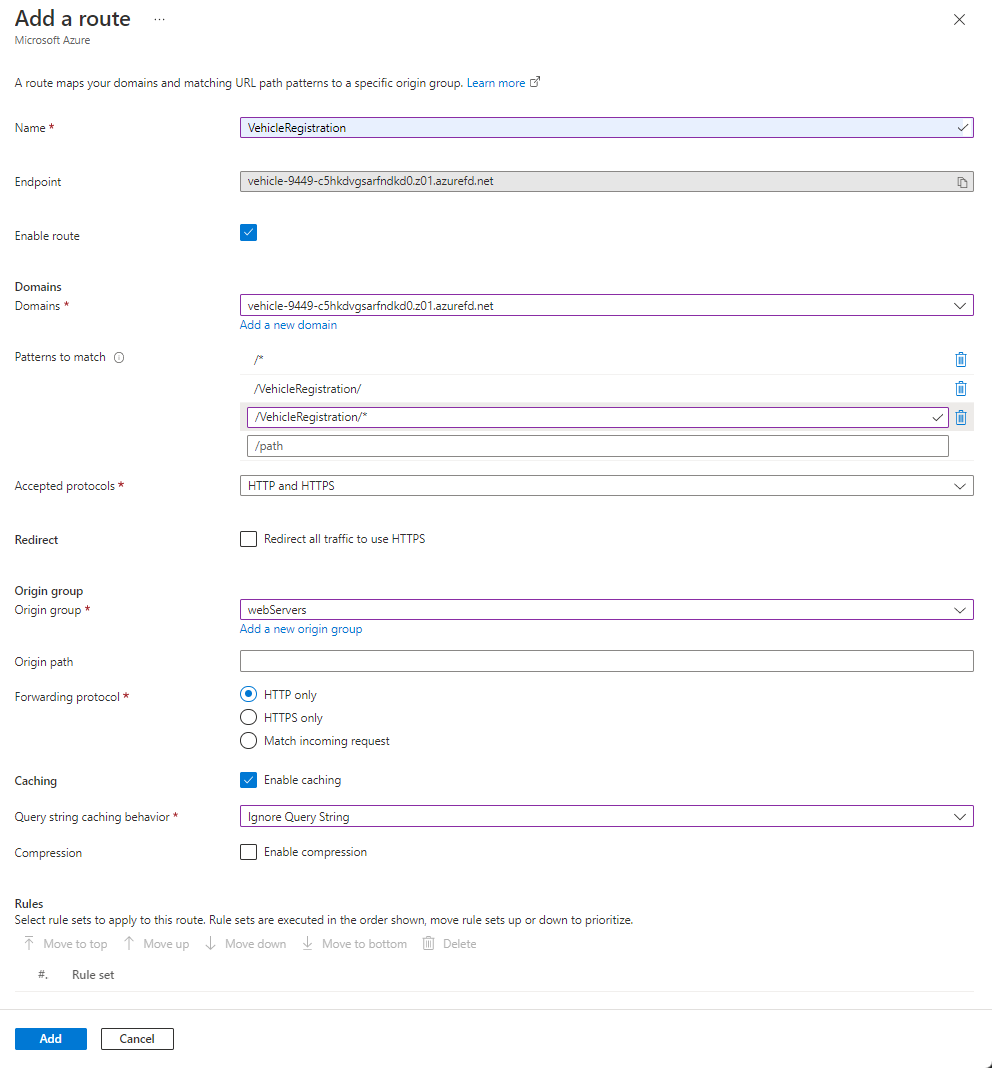 Add a route ...
Microsoft Azure
A route maps your domains and matching URL path patterns to a specific origin group. Learn more
Name *
VehicleRegistration
Endpoint
vehicle-9449-c5hkdvgsarfndkd0.z01.azurefd.net
Enable route
Domains
Domains *
vehicle-9449-c5hkdvgsarfndkd0.z01.azurefd.net
Add a new domain
Patterns to match
/*
/VehicleRegistration/
/VehicleRegistration/*
/path
Accepted protocols *
HTTP and HTTPS
Redirect
Redirect all traffic to use HTTPS
Origin group
Origin group *
webServers
Add a new origin group
Origin path
Forwarding protocol *
HTTP only
HTTPS only
Match incoming request
Caching
Enable caching
Query string caching behavior *
Ignore Query String
Compression
Enable compression
Rules
Select rule sets to apply to this route. Rule sets are executed in the order shown, move rule sets up or down to prioritize.
Move to top Move up Move down Move to bottom Delete
#. Rule set
Add Cancel